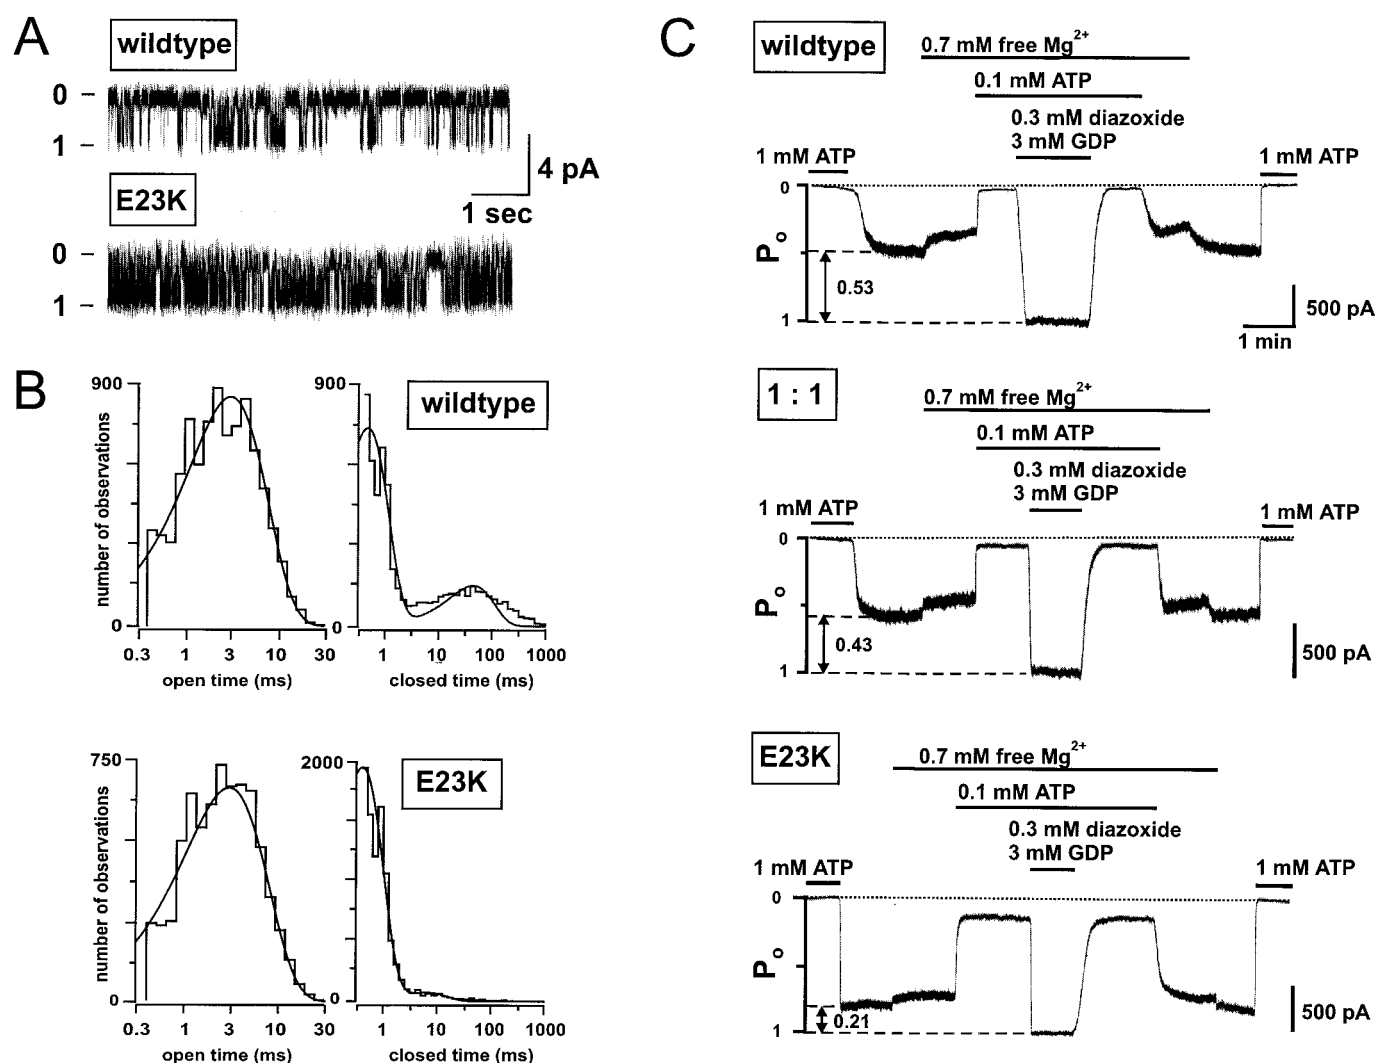 A
wildtype
0
1
4 pA
1 sec
E23K
0
1
B
900
0
number of observations
0.3 1 3 10 30
open time (ms)
900
0
wildtype
1 10 100 1000
closed time (ms)
750
0
number of observations
0.3 1 3 10 30
open time (ms)
2000
0
E23K
1 10 100 1000
closed time (ms)
C
wildtype
0.7 mM free Mg2+
0.1 mM ATP
0.3 mM diazoxide
3 mM GDP
1 mM ATP
1 mM ATP
0
Po
0.53
1
500 pA
1 min
1 : 1
0.7 mM free Mg2+
0.1 mM ATP
0.3 mM diazoxide
3 mM GDP
1 mM ATP
1 mM ATP
0
Po
0.43
1
500 pA
E23K
0.7 mM free Mg2+
0.1 mM ATP
0.3 mM diazoxide
3 mM GDP
1 mM ATP
1 mM ATP
0
Po
0.21
1
500 pA